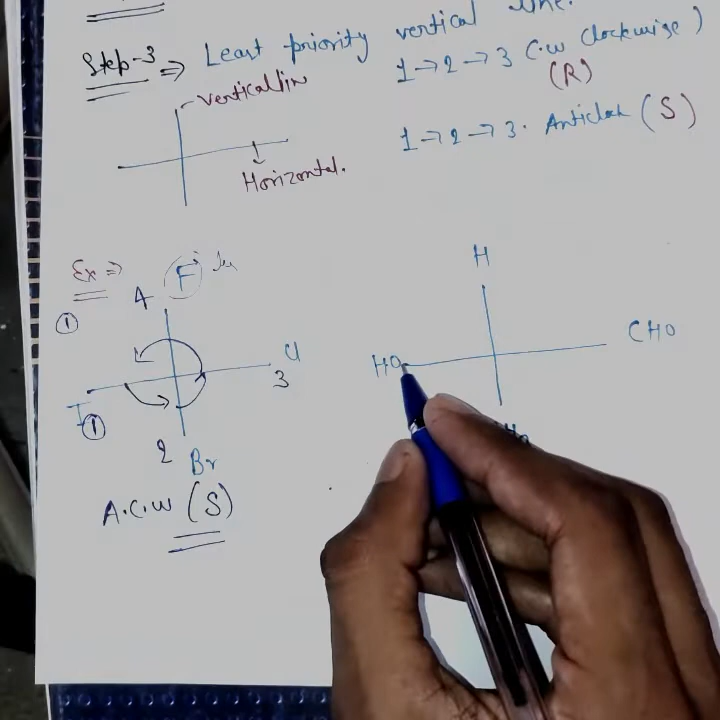 Step-3 ⇒ Least priority vertical line.
1→2→3 (C.w Clockwise)
(R)
Vertical lin
1→2→3. Anticlock (S)
Horizontal.
Ex ⇒
①
4 F
Cl
3
I ①
2 Br
A.C.W (S)
H
CHO
HO